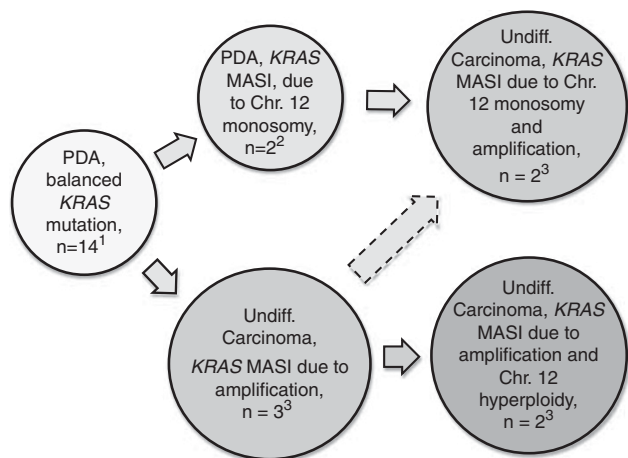 PDA,
balanced
KRAS
mutation,
n=14¹
PDA, KRAS
MASI, due
to Chr. 12
monosomy,
n=2²
Undiff.
Carcinoma, KRAS
MASI due to Chr.
12 monosomy
and
amplification,
n = 2³
Undiff.
Carcinoma,
KRAS MASI due to
amplification,
n = 3³
Undiff.
Carcinoma, KRAS
MASI due to
amplification and
Chr. 12
hyperploidy,
n = 2³